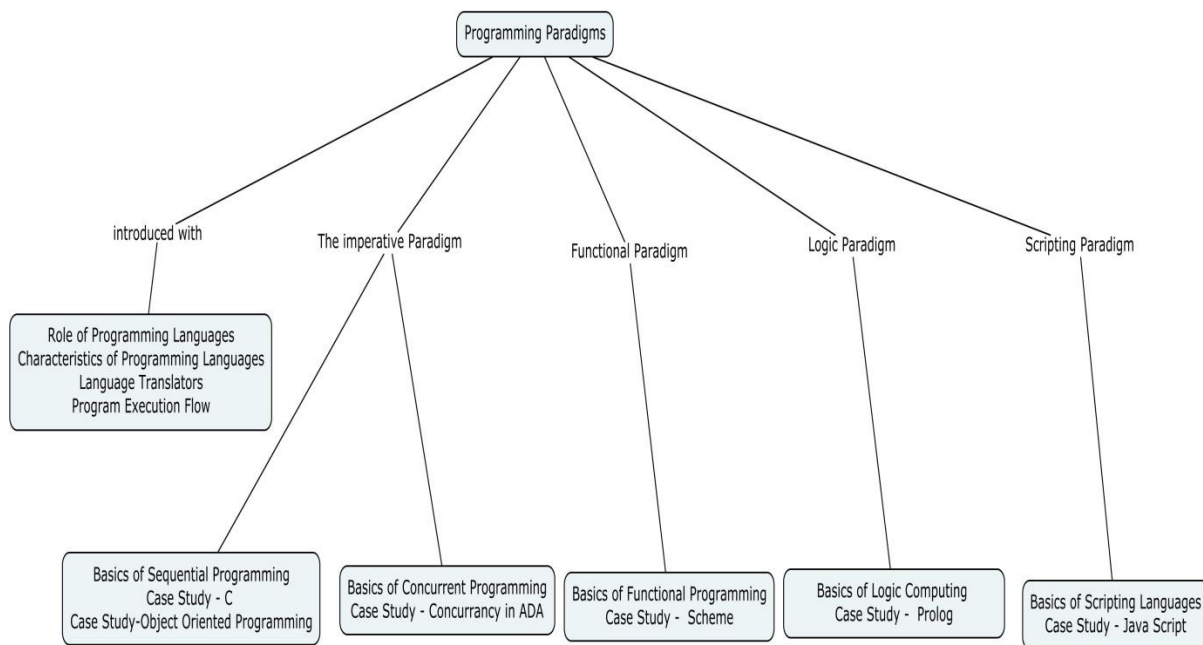 Programming Paradigms
introduced with
The imperative Paradigm
Functional Paradigm
Logic Paradigm
Scripting Paradigm
Role of Programming Languages
Characteristics of Programming Languages
Language Translators
Program Execution Flow
Basics of Sequential Programming
Case Study - C
Case Study-Object Oriented Programming
Basics of Concurrent Programming
Case Study - Concurrancy in ADA
Basics of Functional Programming
Case Study - Scheme
Basics of Logic Computing
Case Study - Prolog
Basics of Scripting Languages
Case Study - Java Script